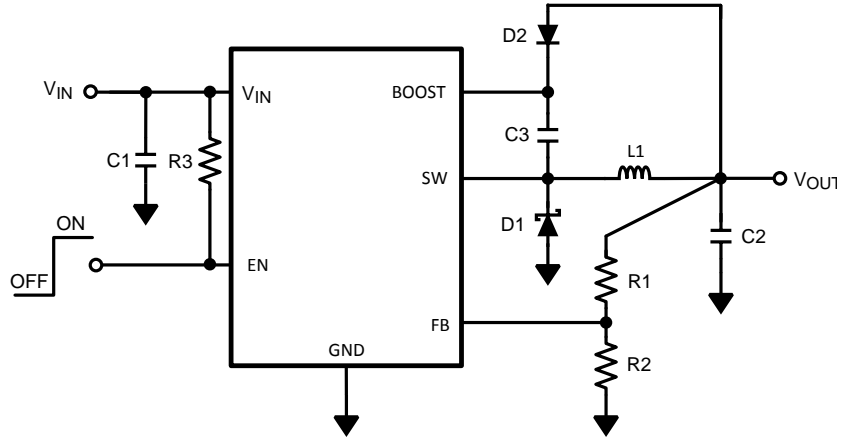 D2
VIN
VIN
BOOST
C3
L1
C1
R3
SW
VOUT
D1
C2
ON
OFF
EN
R1
FB
R2
GND